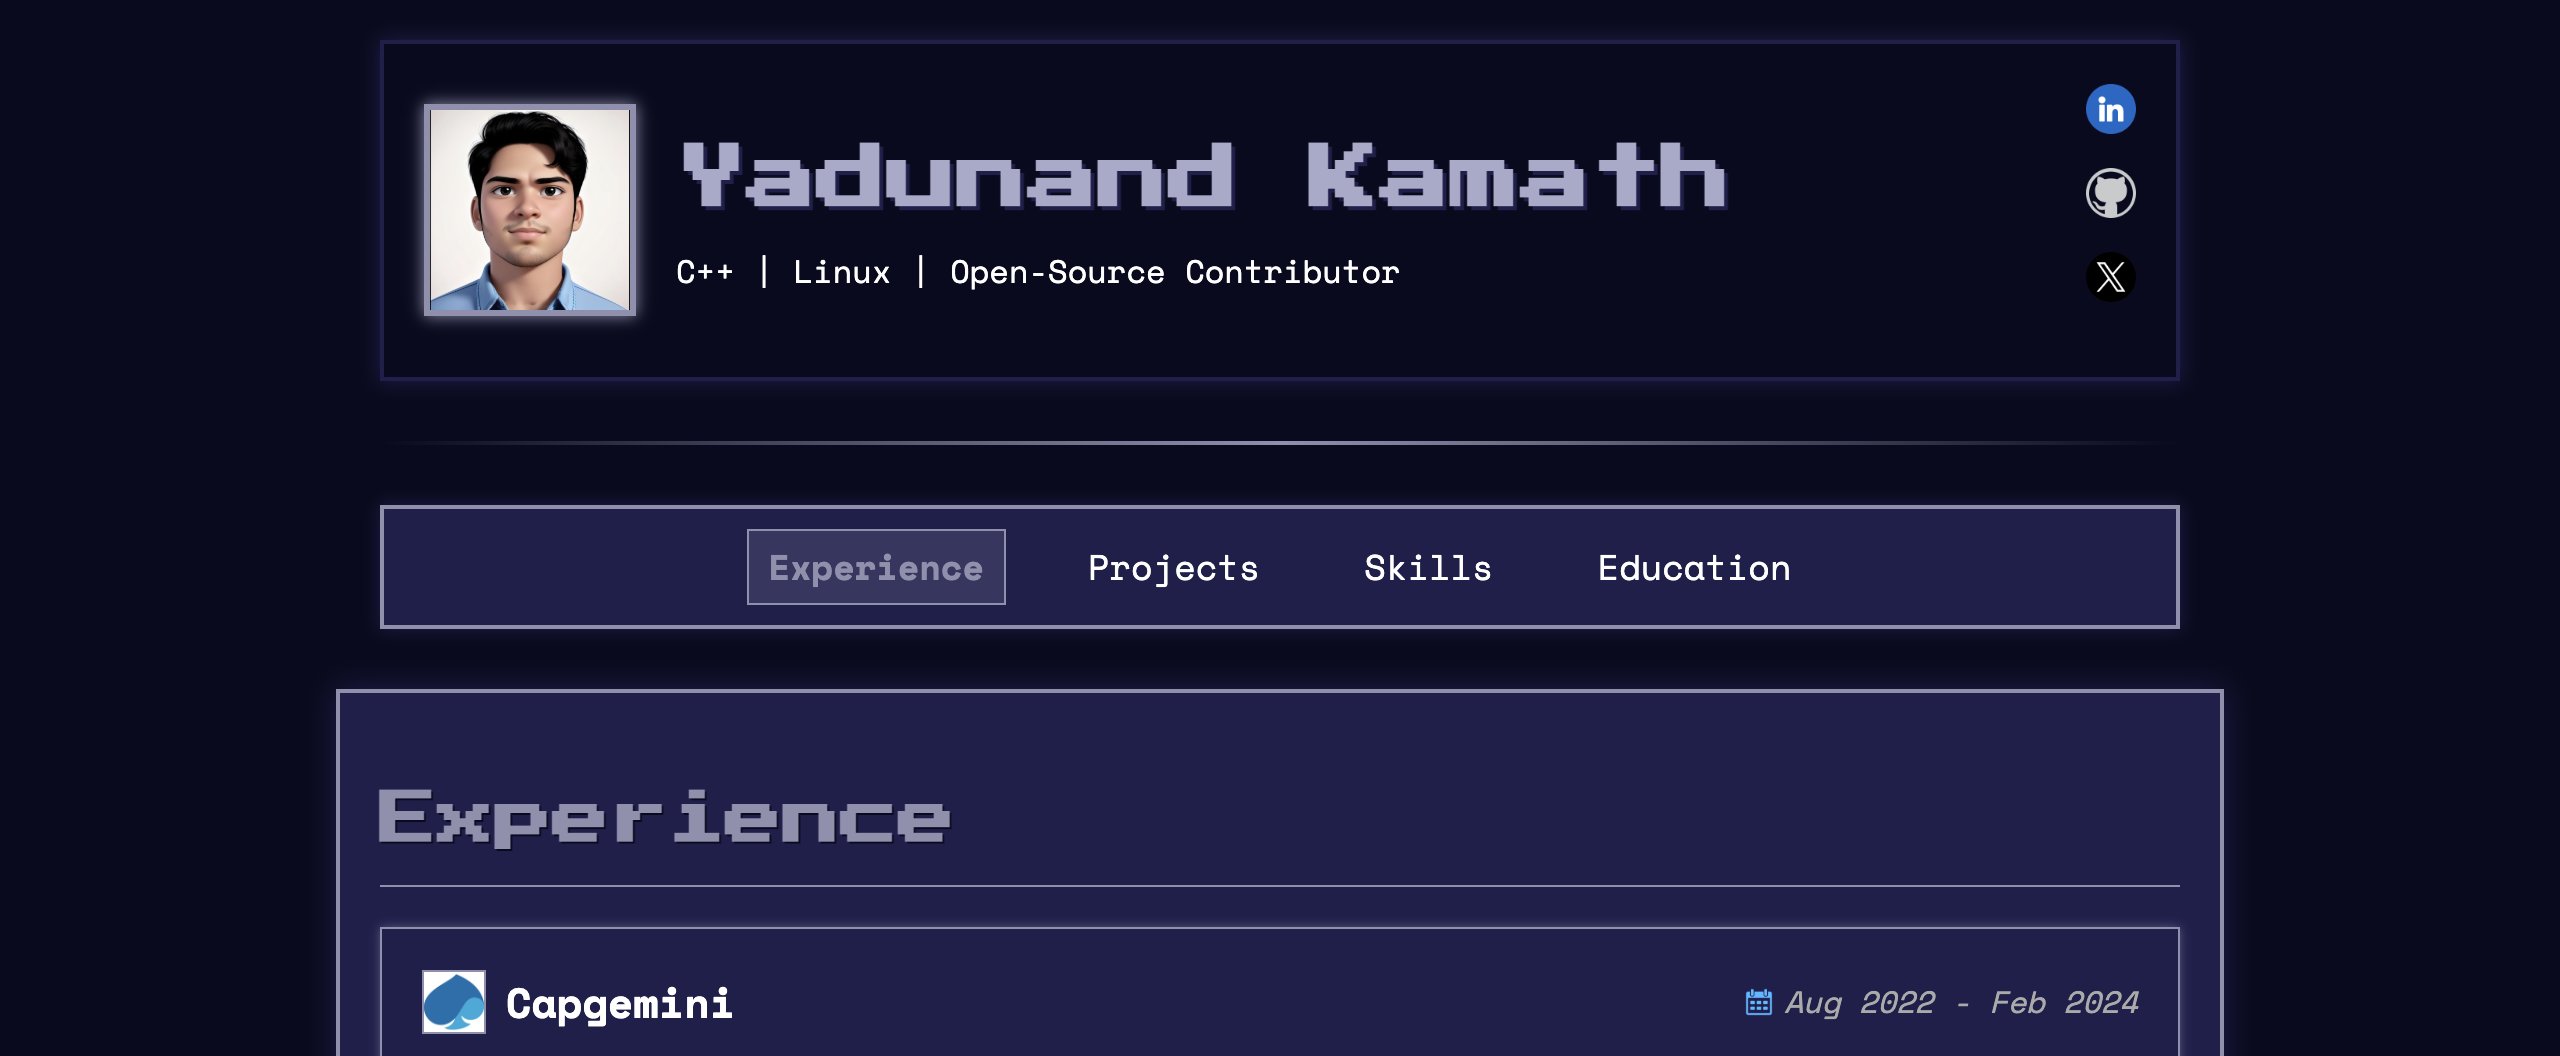 Yadunand Kamath
C++ | Linux | Open-Source Contributor
in
X
Experience Projects Skills Education
Experience
Capgemini Aug 2022 - Feb 2024